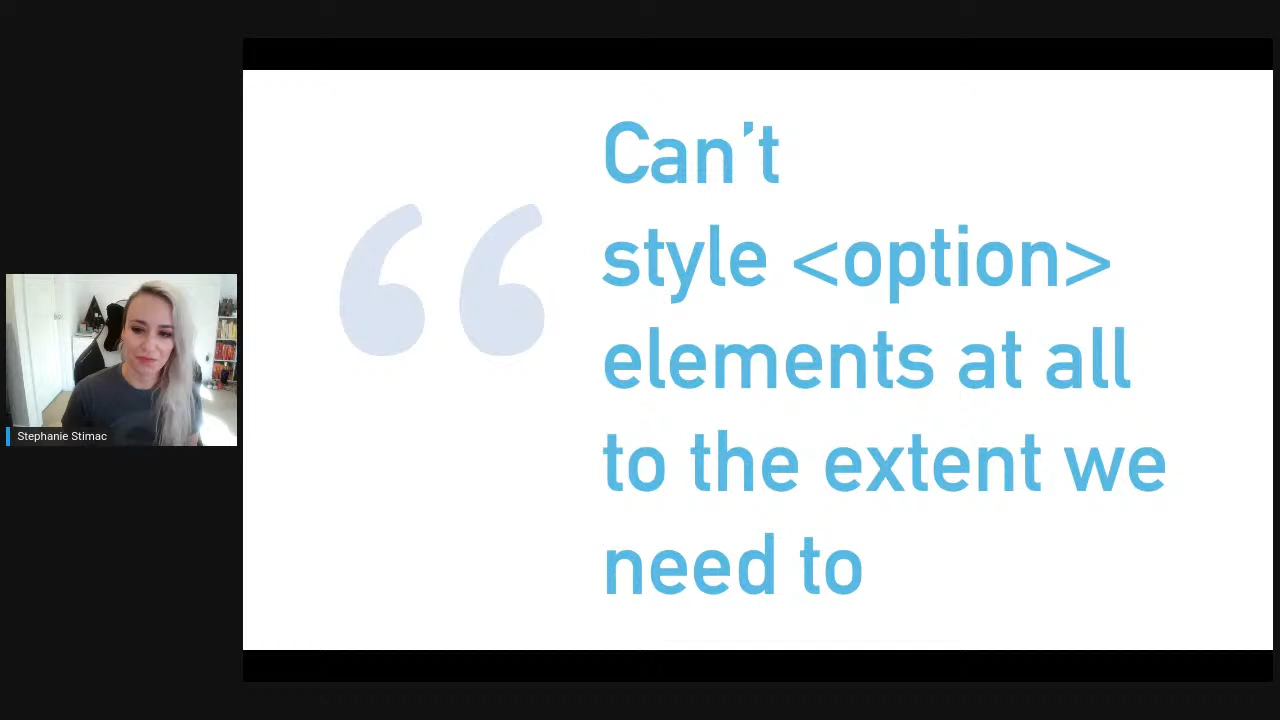 Can’t
style <option>
elements at all
to the extent we
need to
Stephanie Stimac